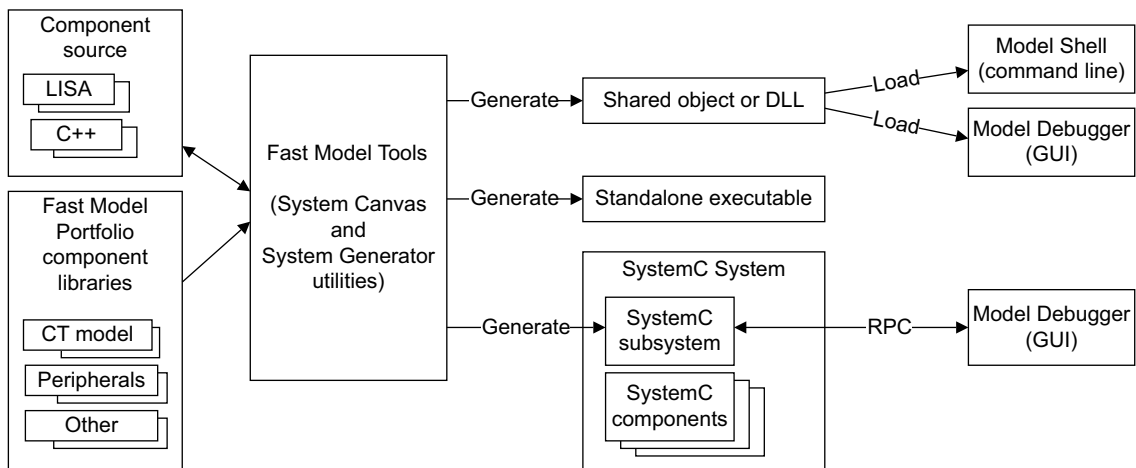 Component
source
LISA
C++
Fast Model
Portfolio
component
libraries
CT model
Peripherals
Other
Fast Model Tools
(System Canvas
and
System Generator
utilities)
Generate
Shared object or DLL
Load
Model Shell
(command line)
Load
Model Debugger
(GUI)
Generate
Standalone executable
Generate
SystemC System
SystemC
subsystem
SystemC
components
RPC
Model Debugger
(GUI)